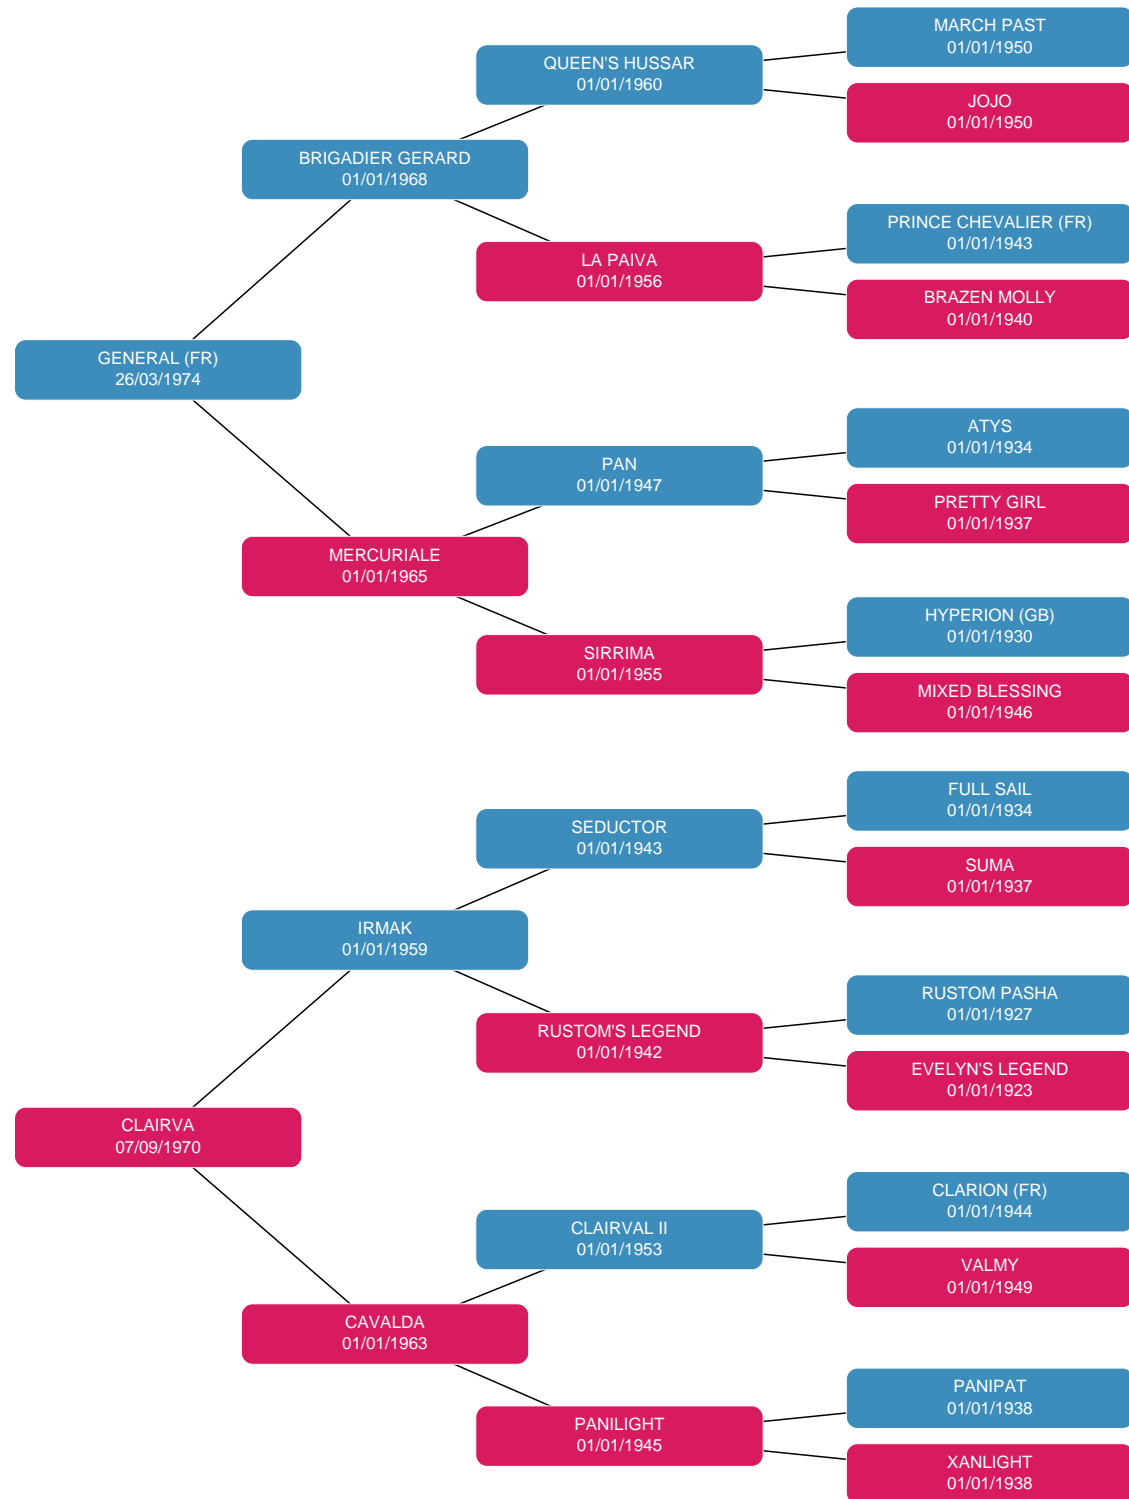 MARCH PAST
01/01/1950
QUEEN'S HUSSAR
01/01/1960
JOJO
01/01/1950
BRIGADIER GERARD
01/01/1968
PRINCE CHEVALIER (FR)
01/01/1943
LA PAIVA
01/01/1956
BRAZEN MOLLY
01/01/1940
GENERAL (FR)
26/03/1974
ATYS
01/01/1934
PAN
01/01/1947
PRETTY GIRL
01/01/1937
MERCURIALE
01/01/1965
HYPERION (GB)
01/01/1930
SIRRIMA
01/01/1955
MIXED BLESSING
01/01/1946
FULL SAIL
01/01/1934
SEDUCTOR
01/01/1943
SUMA
01/01/1937
IRMAK
01/01/1959
RUSTOM PASHA
01/01/1927
RUSTOM'S LEGEND
01/01/1942
EVELYN'S LEGEND
01/01/1923
CLAIRVA
07/09/1970
CLARION (FR)
01/01/1944
CLAIRVAL II
01/01/1953
VALMY
01/01/1949
CAVALDA
01/01/1963
PANIPAT
01/01/1938
PANILIGHT
01/01/1945
XANLIGHT
01/01/1938